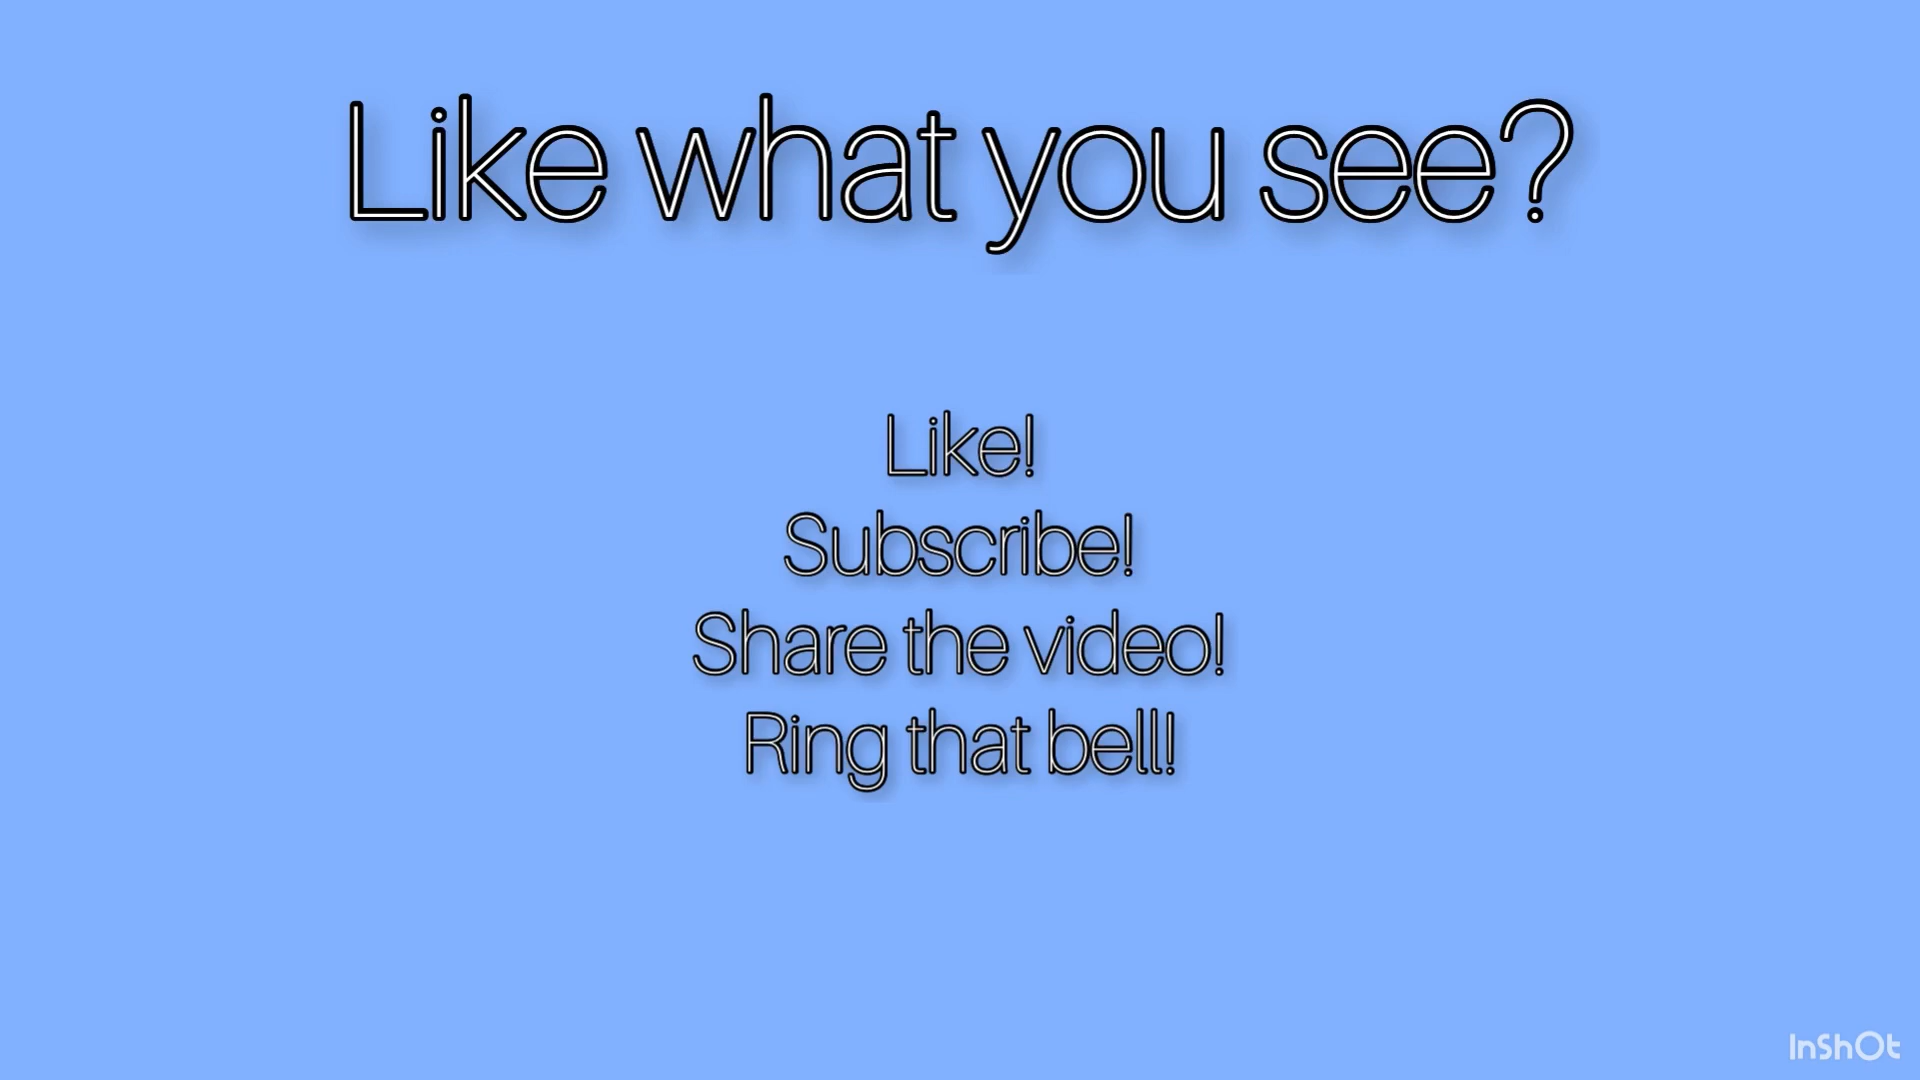 Like what you see?
Like!
Subscribe!
Share the video!
Ring that bell!
InShOt